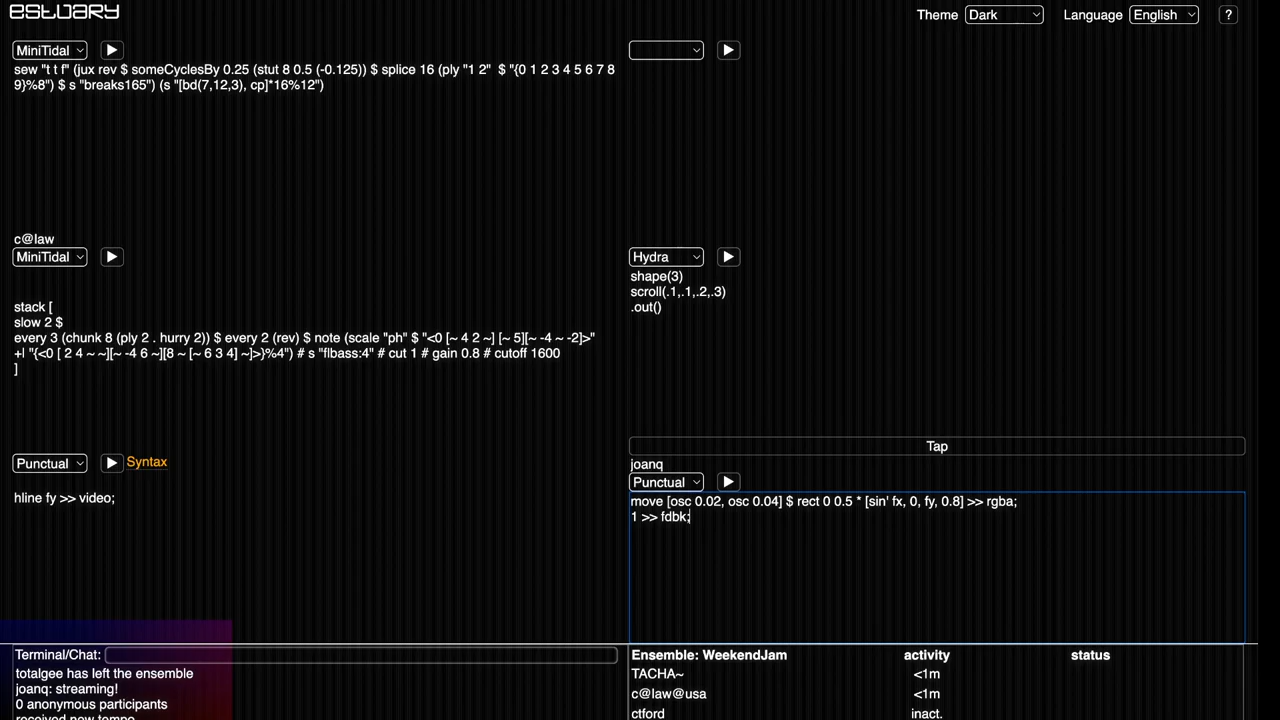 estuary
Theme Dark Language English ?
MiniTidal
sew "t t f" (jux rev $ someCyclesBy 0.25 (stut 8 0.5 (-0.125)) $ splice 16 (ply "1 2"  $ "{0 1 2 3 4 5 6 7 8
9}%8") $ s "breaks165") (s "[bd(7,12,3), cp]*16%12")
c@law
MiniTidal
stack [
slow 2 $
every 3 (chunk 8 (ply 2 . hurry 2)) $ every 2 (rev) $ note (scale "ph" $ "<0 [~ 4 2 ~] [~ 5][~ -4 ~ -2]>"
+| "{<0 [ 2 4 ~ ~][~ -4 6 ~][8 ~ [~ 6 3 4] ~]>}%4") # s "flbass:4" # cut 1 # gain 0.8 # cutoff 1600
]
Hydra
shape(3)
scroll(.1,.1,.2,.3)
.out()
Punctual Syntax
hline fy >> video;
Tap
joanq
Punctual
move [osc 0.02, osc 0.04] $ rect 0 0.5 * [sin' fx, 0, fy, 0.8] >> rgba;
1 >> fdbk;
Terminal/Chat:
totalgee has left the ensemble
joanq: streaming!
0 anonymous participants
received new tempo
Ensemble: WeekendJam activity status
TACHA~ <1m
c@law@usa <1m
ctford inact.